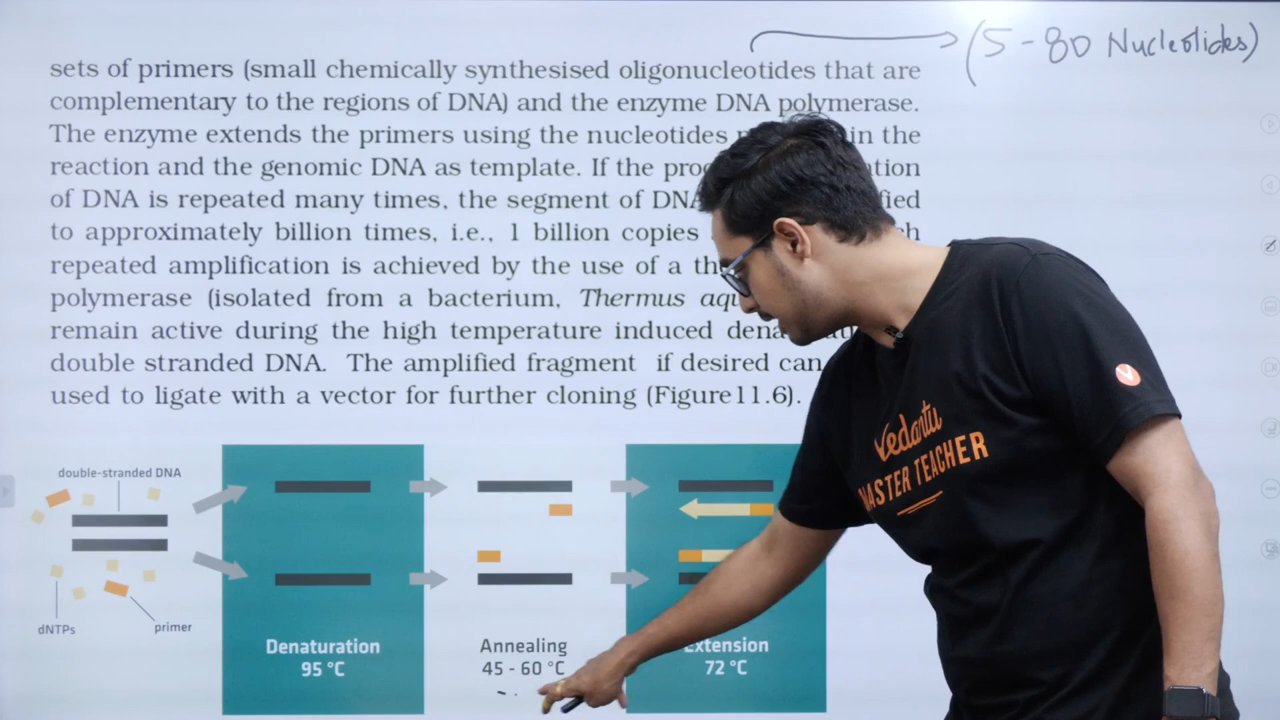 (5-80 Nucleotides)
sets of primers (small chemically synthesised oligonucleotides that are
complementary to the regions of DNA) and the enzyme DNA polymerase.
The enzyme extends the primers using the nucleotides in the
reaction and the genomic DNA as template. If the
of DNA is repeated many times, the segment of DNA
to approximately billion times, i.e., 1 billion copies
repeated amplification is achieved by the use of a
polymerase (isolated from a bacterium, Thermus
remain active during the high temperature induced
double stranded DNA. The amplified fragment if desired can
used to ligate with a vector for further cloning (Figure11.6).
double-stranded DNA
dNTPs
primer
Denaturation
95 °C
Annealing
45 - 60 °C
Extension
72 °C
Vedantu
MASTER TEACHER